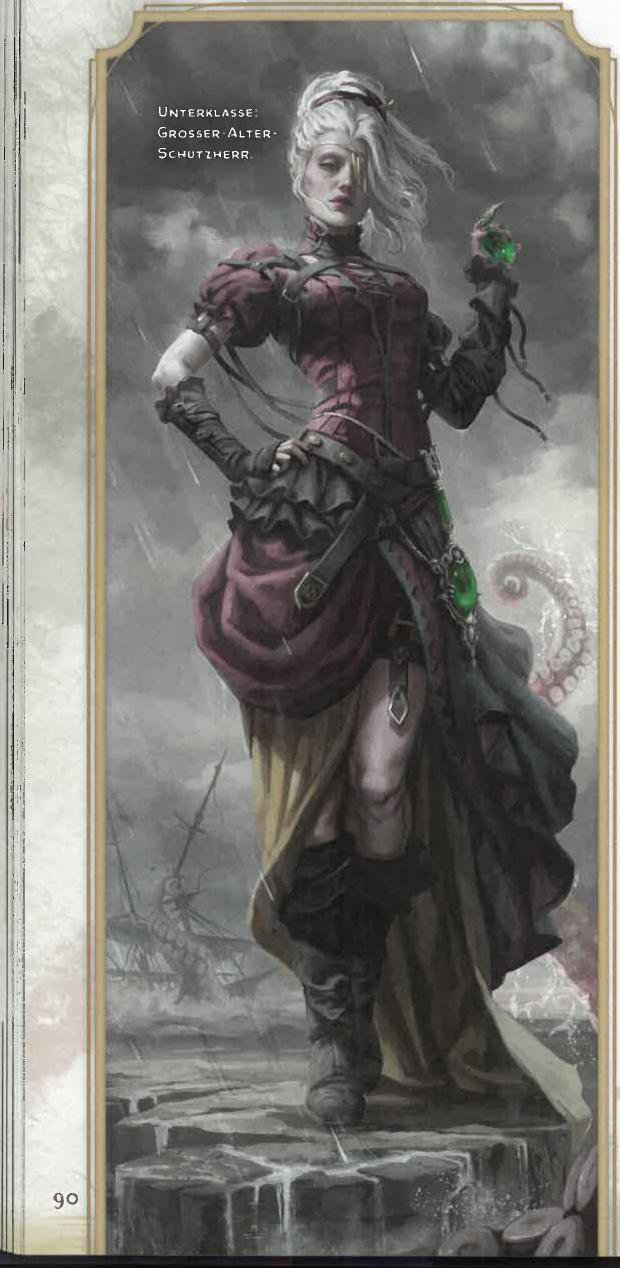 UNTERKLASSE:
GROSSER-ALTER-
SCHUTZHERR
90